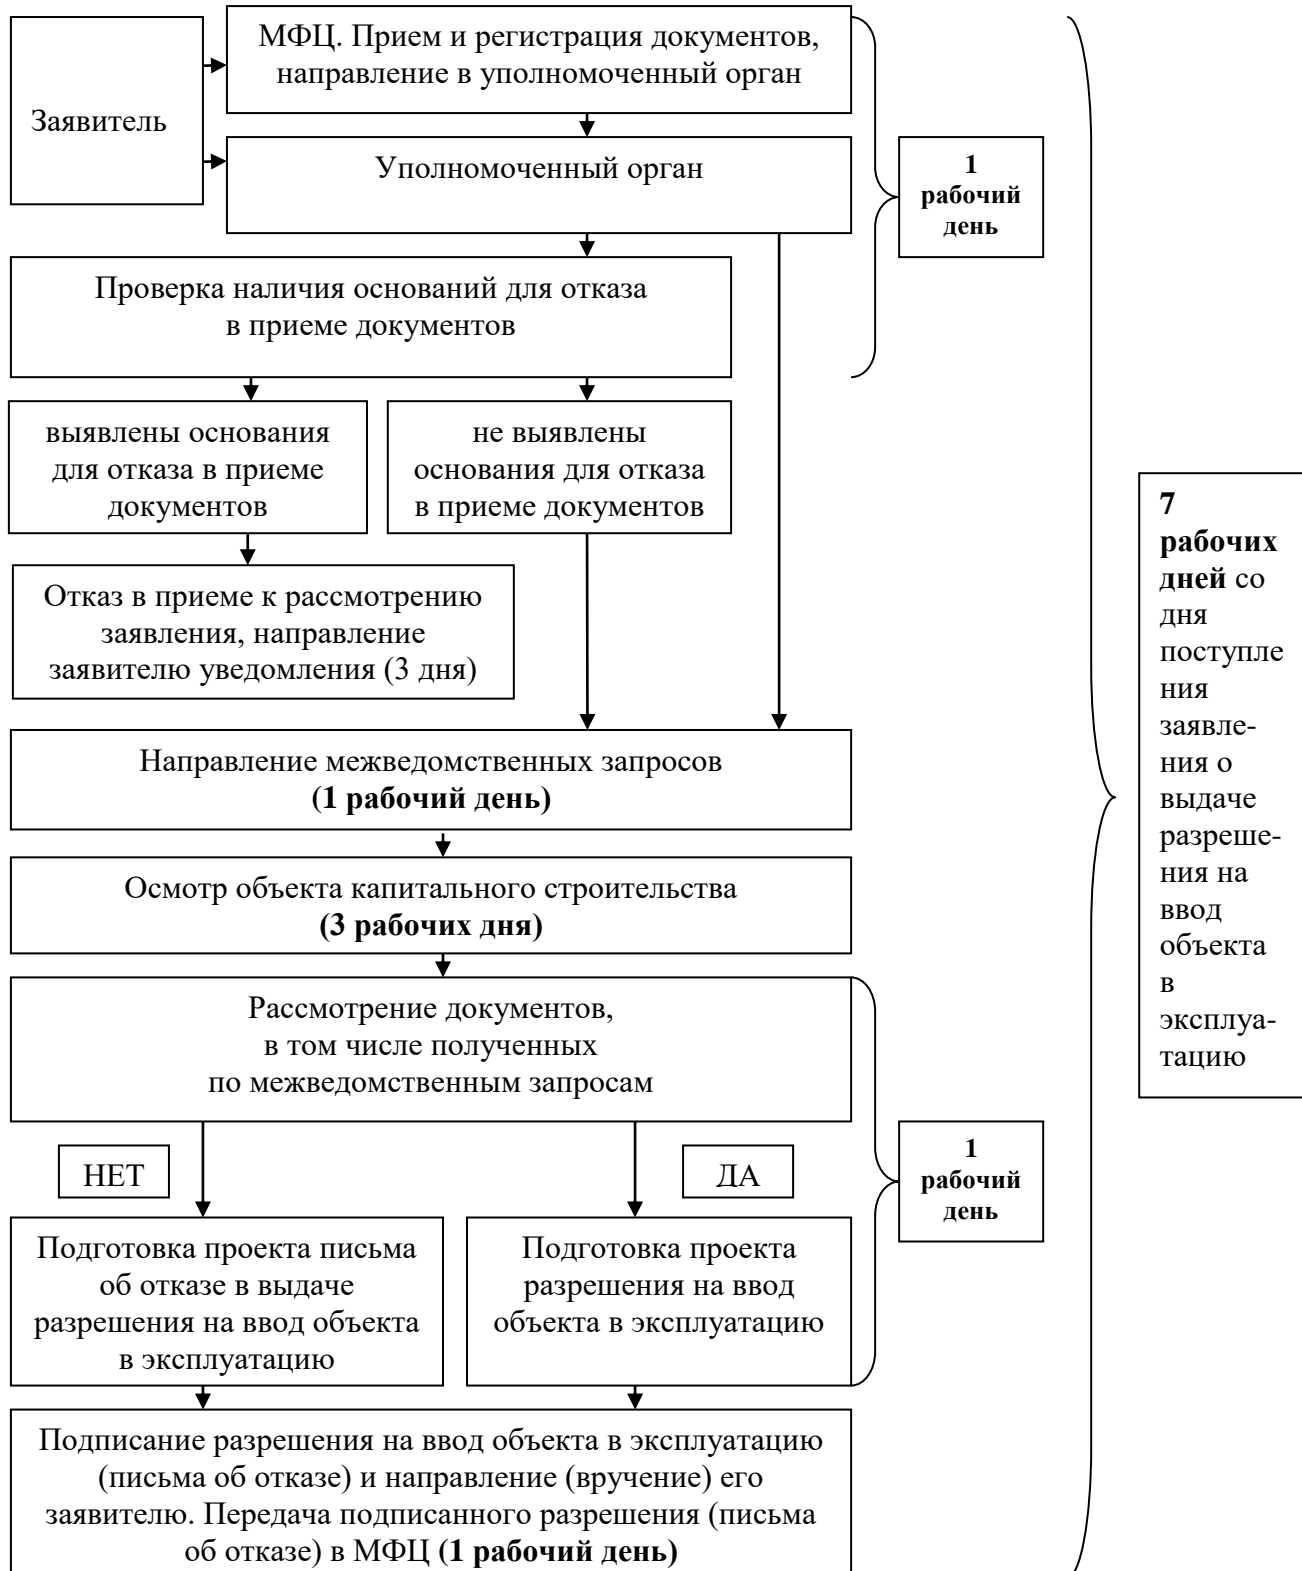 МФЦ. Прием и регистрация документов,
направление в уполномоченный орган
Заявитель
Уполномоченный орган
1
рабочий
день
Проверка наличия оснований для отказа
в приеме документов
выявлены основания
для отказа в приеме
документов
не выявлены
основания для отказа
в приеме документов
Отказ в приеме к рассмотрению
заявления, направление
заявителю уведомления (3 дня)
7
рабочих
дней со
дня
поступле
ния
заявле-
ния о
выдаче
разреше-
ния на
ввод
объекта
в
эксплуа-
тацию
Направление межведомственных запросов
(1 рабочий день)
Осмотр объекта капитального строительства
(3 рабочих дня)
Рассмотрение документов,
в том числе полученных
по межведомственным запросам
НЕТ
ДА
1
рабочий
день
Подготовка проекта письма
об отказе в выдаче
разрешения на ввод объекта
в эксплуатацию
Подготовка проекта
разрешения на ввод
объекта в эксплуатацию
Подписание разрешения на ввод объекта в эксплуатацию
(письма об отказе) и направление (вручение) его
заявителю. Передача подписанного разрешения (письма
об отказе) в МФЦ (1 рабочий день)